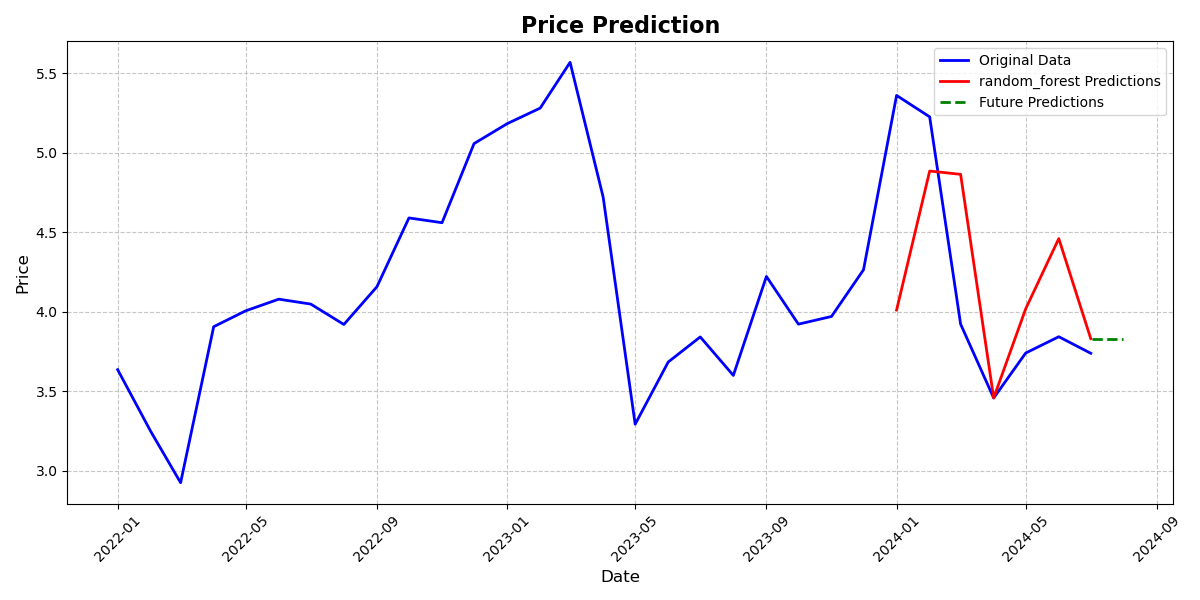 Price Prediction
Original Data
random_forest Predictions
Future Predictions
Price
5.5
5.0
4.5
4.0
3.5
3.0
2022-01
2022-05
2022-09
2023-01
2023-05
2023-09
2024-01
2024-05
2024-09
Date